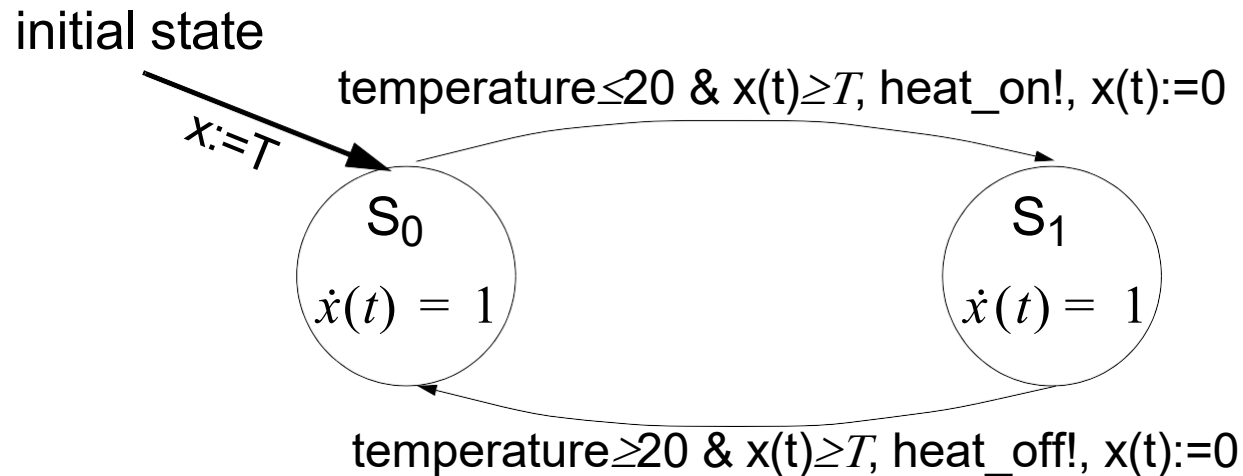 initial state
temperature≤20 & x(t)≥T, heat_on!, x(t):=0
x:=T
S₀
S₁
ẋ(t) = 1
ẋ(t) = 1
temperature≥20 & x(t)≥T, heat_off!, x(t):=0